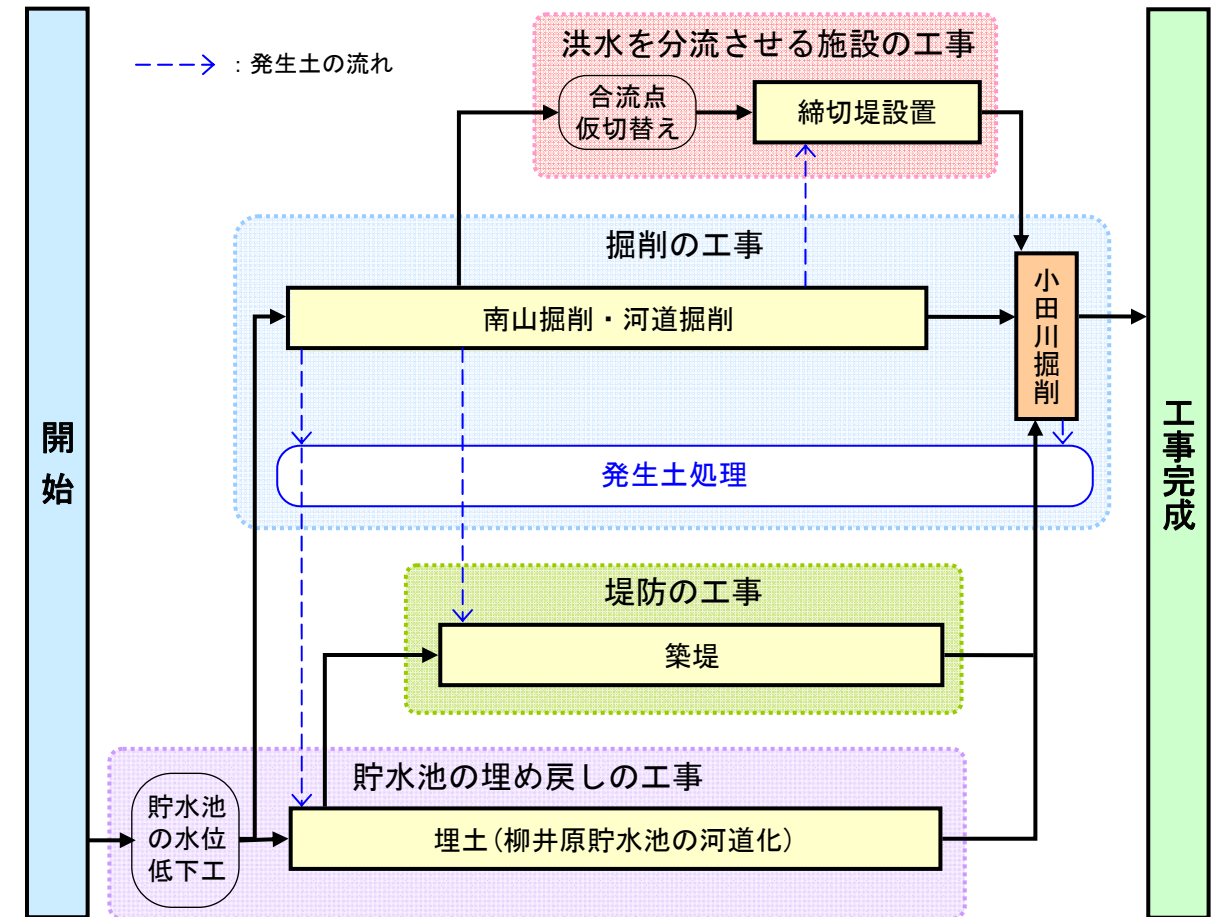 洪水を分流させる施設の工事
：発生土の流れ
合流点
仮切替え
締切堤設置
掘削の工事
小田川掘削
南山掘削・河道掘削
開始
工事完成
発生土処理
堤防の工事
築堤
貯水池の埋め戻しの工事
貯水池
の水位
低下工
埋土（柳井原貯水池の河道化）